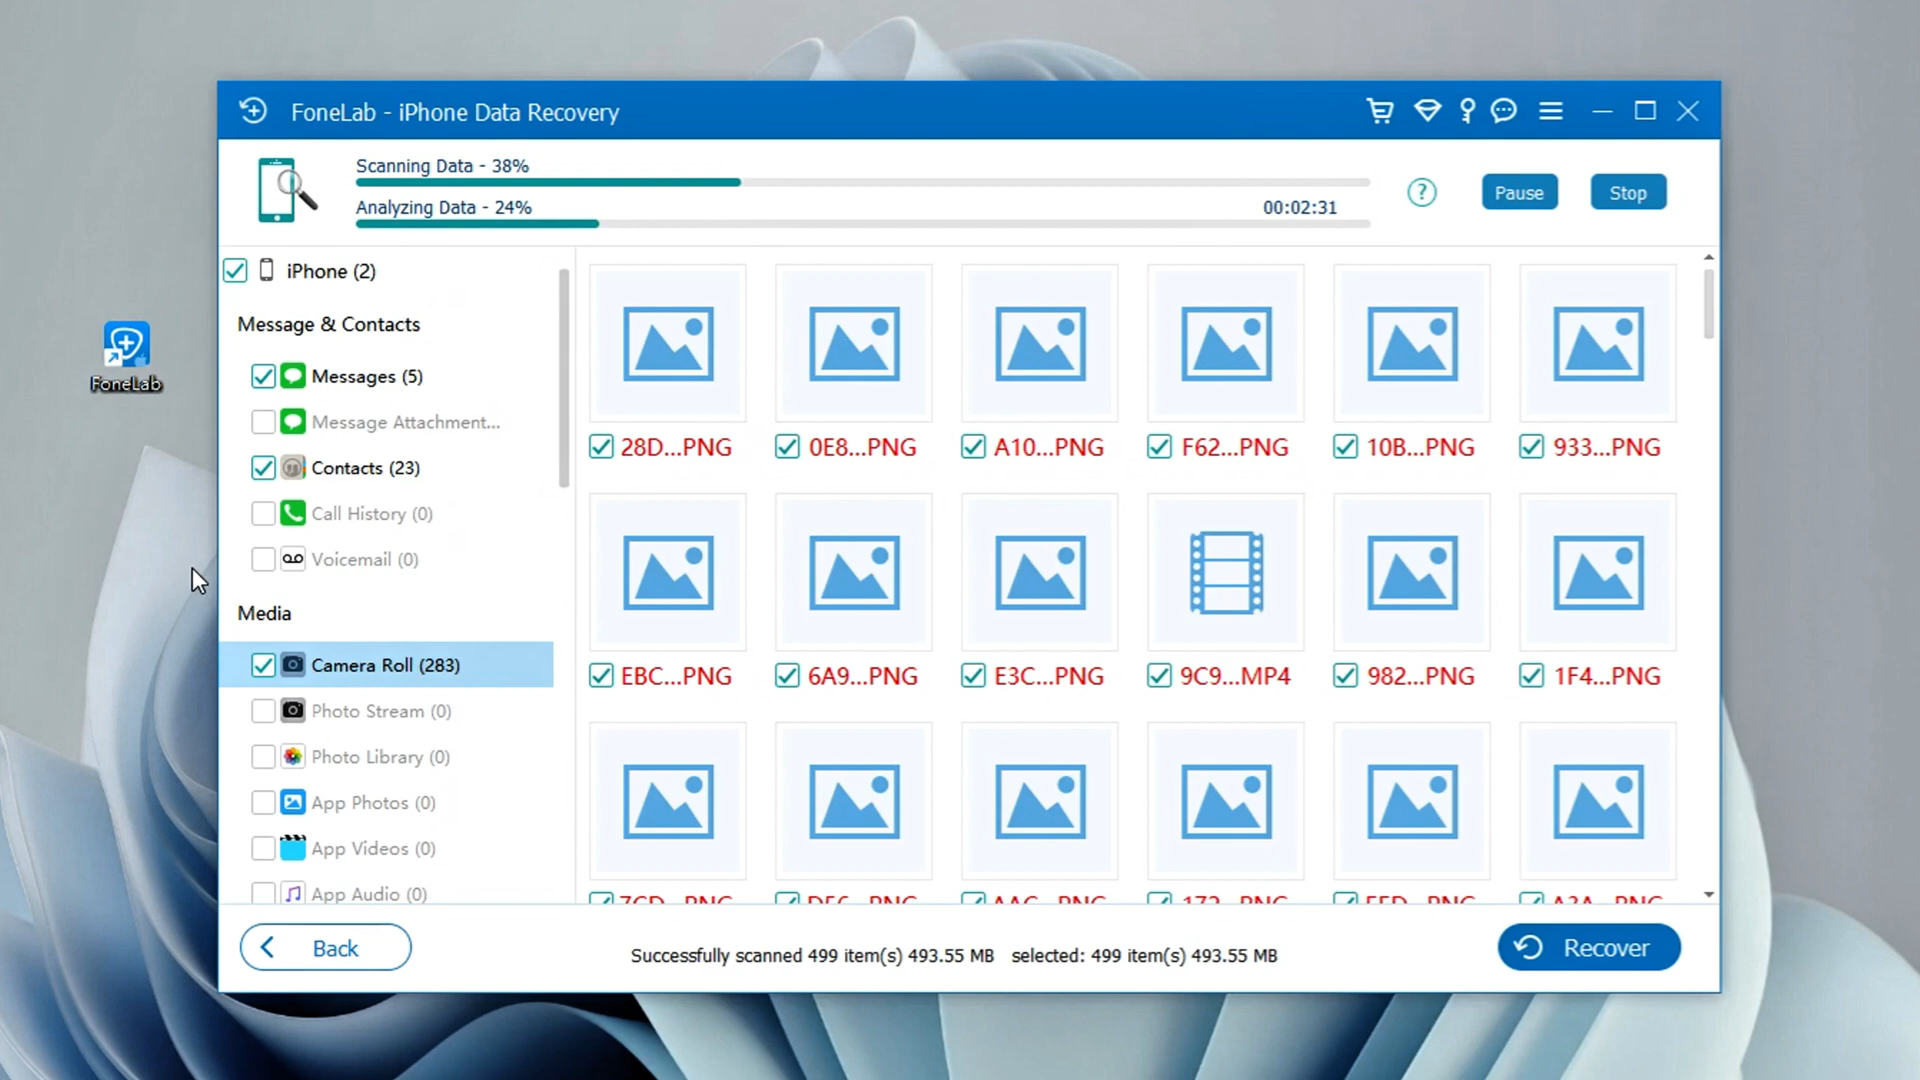 FoneLab - iPhone Data Recovery
Scanning Data - 38%
Analyzing Data - 24%
00:02:31
?
Pause
Stop
iPhone (2)
Message & Contacts
Messages (5)
Message Attachment...
Contacts (23)
Call History (0)
Voicemail (0)
Media
Camera Roll (283)
Photo Stream (0)
Photo Library (0)
App Photos (0)
App Videos (0)
App Audio (0)
FoneLab
28D...PNG 0E8...PNG A10...PNG F62...PNG 10B...PNG 933...PNG
EBC...PNG 6A9...PNG E3C...PNG 9C9...MP4 982...PNG 1F4...PNG
Back
Successfully scanned 499 item(s) 493.55 MB selected: 499 item(s) 493.55 MB
Recover